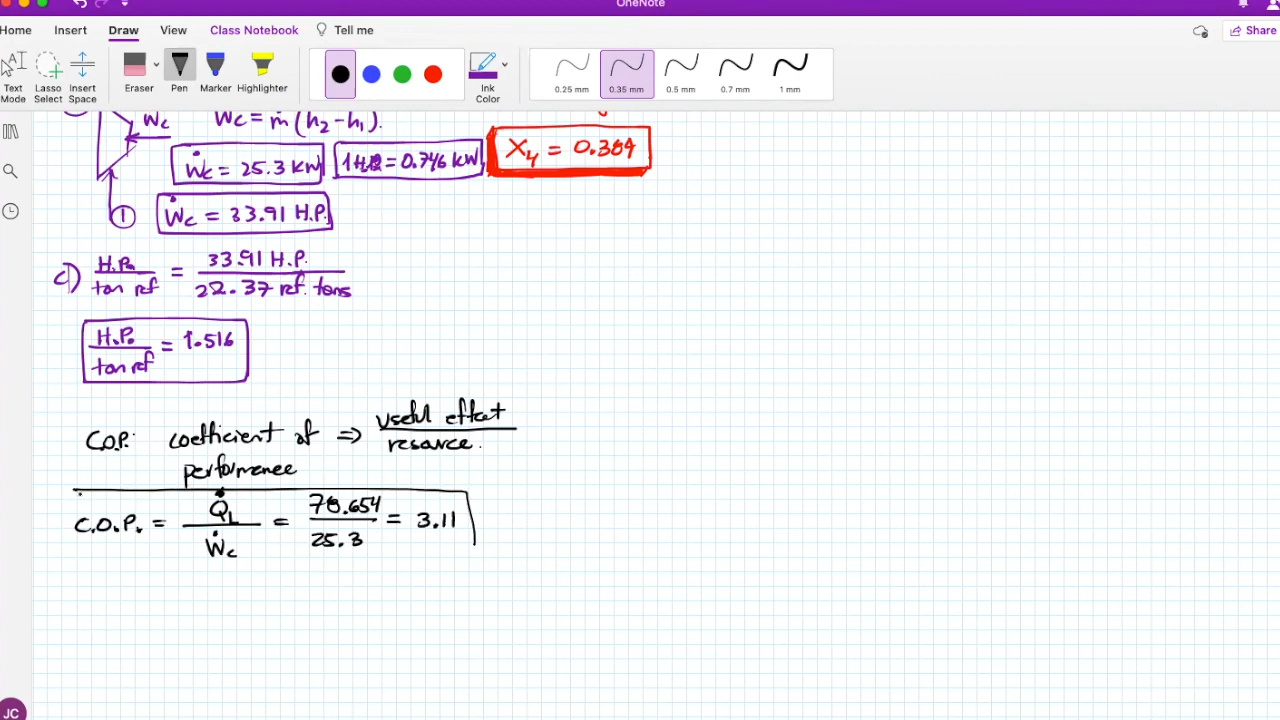 OneNote
Home Insert Draw View Class Notebook Tell me Share
Text Mode Lasso Select Insert Space Eraser Pen Marker Highlighter Ink Color 0.25 mm 0.35 mm 0.5 mm 0.7 mm 1 mm
Wc Wc = ṁ (h2-h1).
Ẇc = 25.3 KW 1 H.P. = 0.746 KW X4 = 0.384
① Ẇc = 33.91 H.P.
c) H.P. / ton rf = 33.91 H.P. / 22.37 rf. tons
H.P. / ton rf = 1.516
C.O.P: coefficient of performance => useful effect / resource.
C.O.P. = Q̇L / Ẇc = 78.654 / 25.3 = 3.11
JC